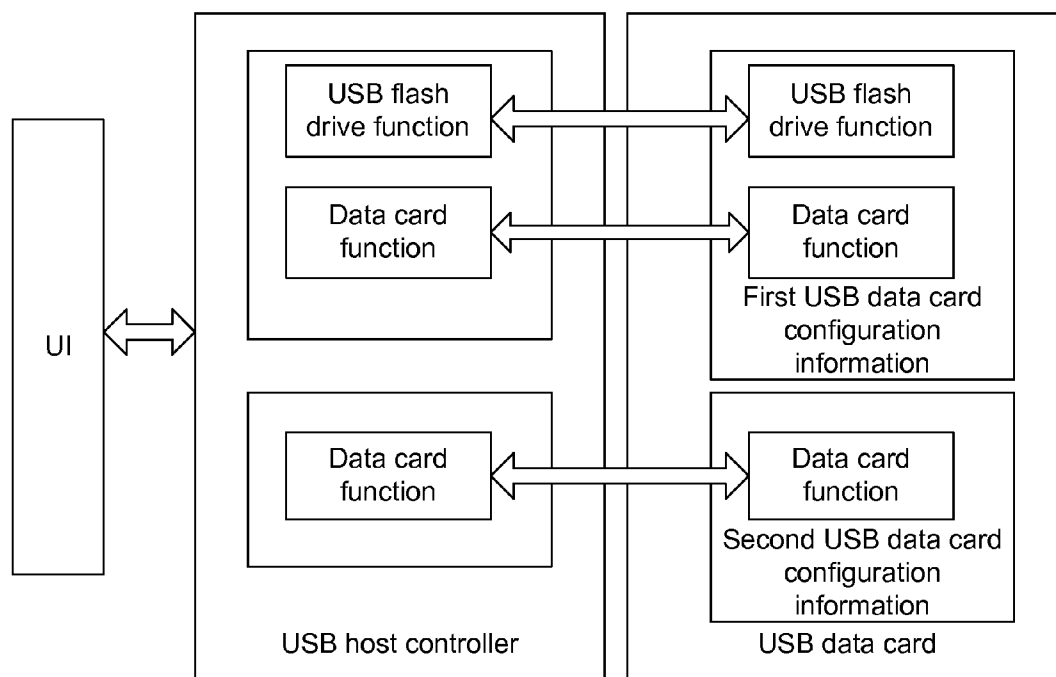 UI
USB flash
drive function
Data card
function
Data card
function
USB host controller
USB flash
drive function
Data card
function
First USB data card
configuration
information
Data card
function
Second USB data card
configuration
information
USB data card